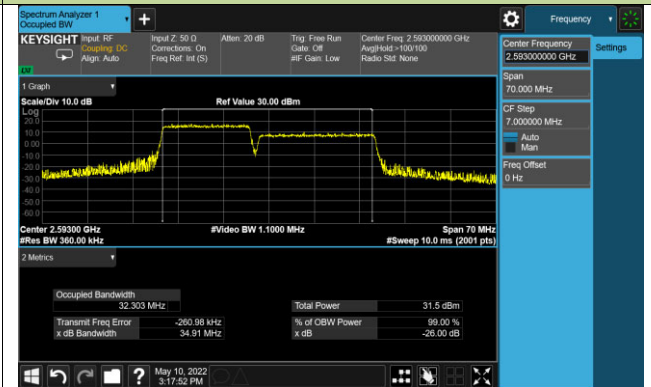 Spectrum Analyzer 1
Occupied BW
Frequency
KEYSIGHT
Input: RF
Coupling: DC
Align: Auto
Input Z: 50 Ω
Corrections: On
Freq Ref: Int (S)
Atten: 20 dB
Trig: Free Run
Gate: Off
#IF Gain: Low
Center Freq: 2.593000000 GHz
Avg|Hold:>100/100
Radio Std: None
Center Frequency
2.593000000 GHz
Settings
Span
70.000 MHz
CF Step
7.000000 MHz
Auto
Man
Freq Offset
0 Hz
1 Graph
Scale/Div 10.0 dB
Ref Value 30.00 dBm
Log
20.0
10.0
0.00
-10.0
-20.0
-30.0
-40.0
-50.0
-60.0
Center 2.59300 GHz
#Res BW 360.00 kHz
#Video BW 1.1000 MHz
Span 70 MHz
#Sweep 10.0 ms (2001 pts)
2 Metrics
Occupied Bandwidth
32.303 MHz
Total Power 31.5 dBm
Transmit Freq Error -260.98 kHz
% of OBW Power 99.00 %
x dB Bandwidth 34.91 MHz
x dB -26.00 dB
?
May 10, 2022
3:17:52 PM